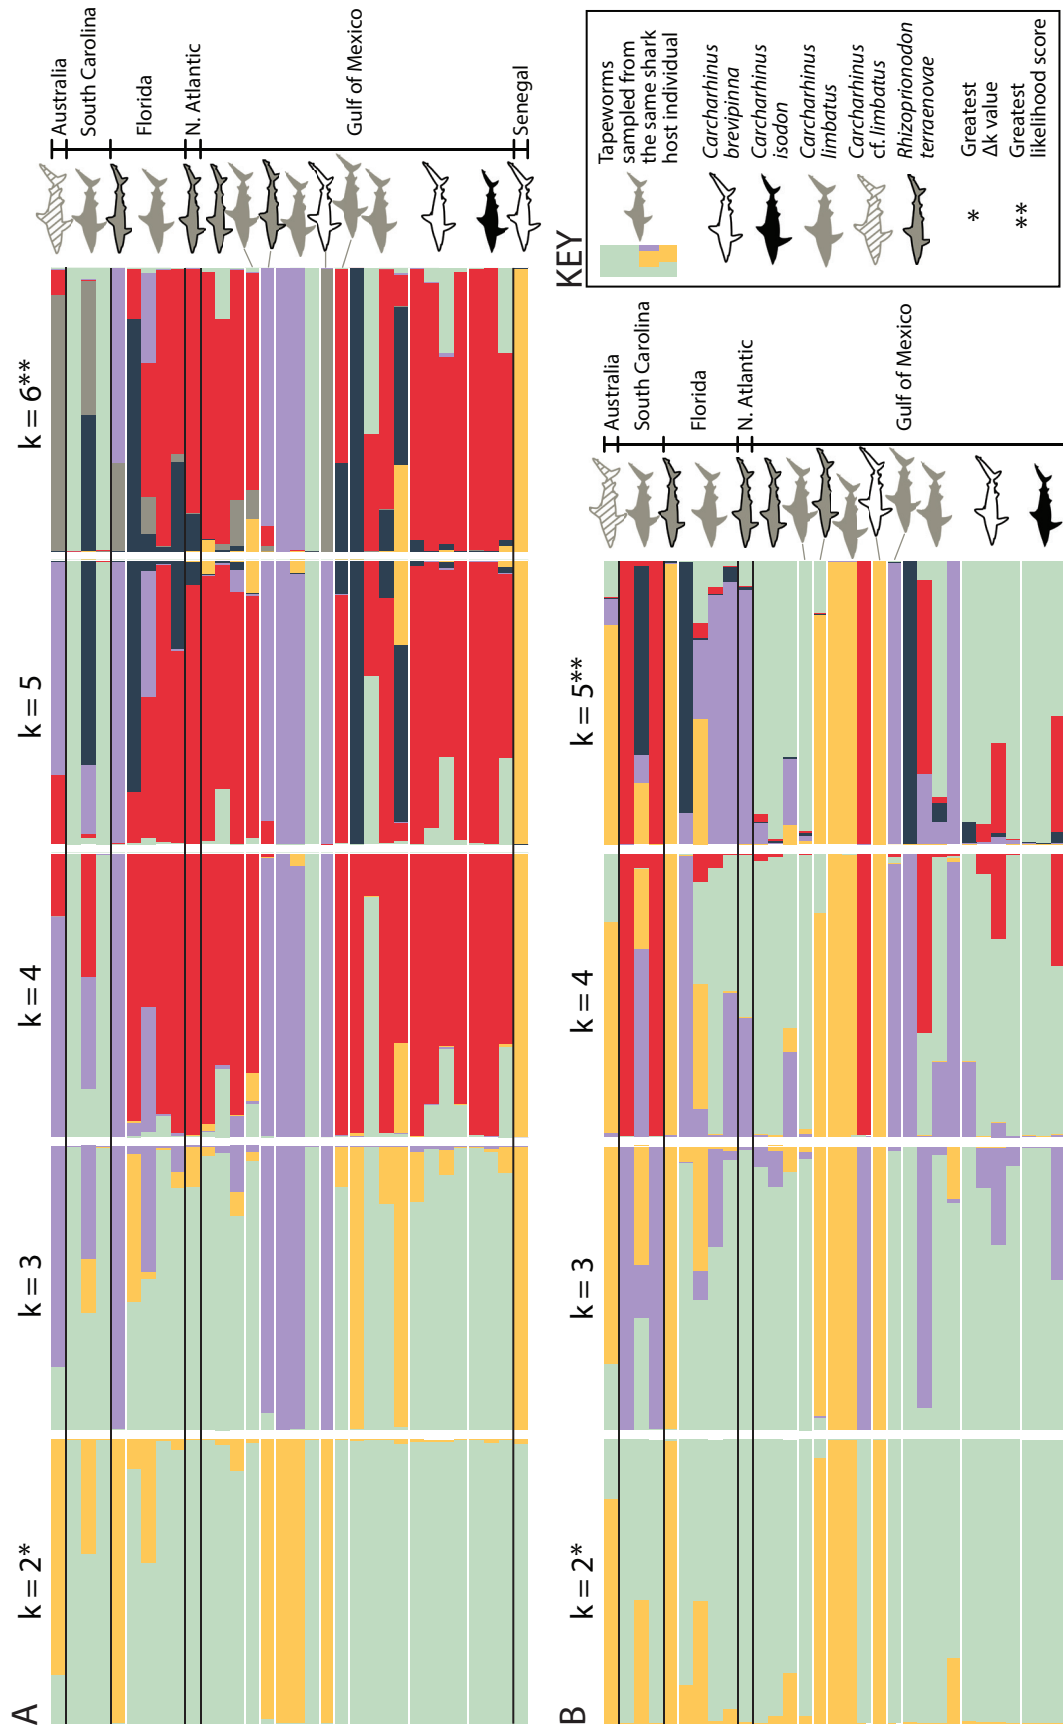 A
k = 2*
k = 3
k = 4
k = 5
k = 6**
Australia
South Carolina
Florida
N. Atlantic
Gulf of Mexico
Senegal
B
k = 2*
k = 3
k = 4
k = 5**
Australia
South Carolina
Florida
N. Atlantic
Gulf of Mexico
KEY
Tapeworms
sampled from
the same shark
host individual
Carcharhinus
brevipinna
Carcharhinus
isodon
Carcharhinus
limbatus
Carcharhinus
cf. limbatus
Rhizoprionodon
terraenovae
* Greatest
Δk value
** Greatest
likelihood score